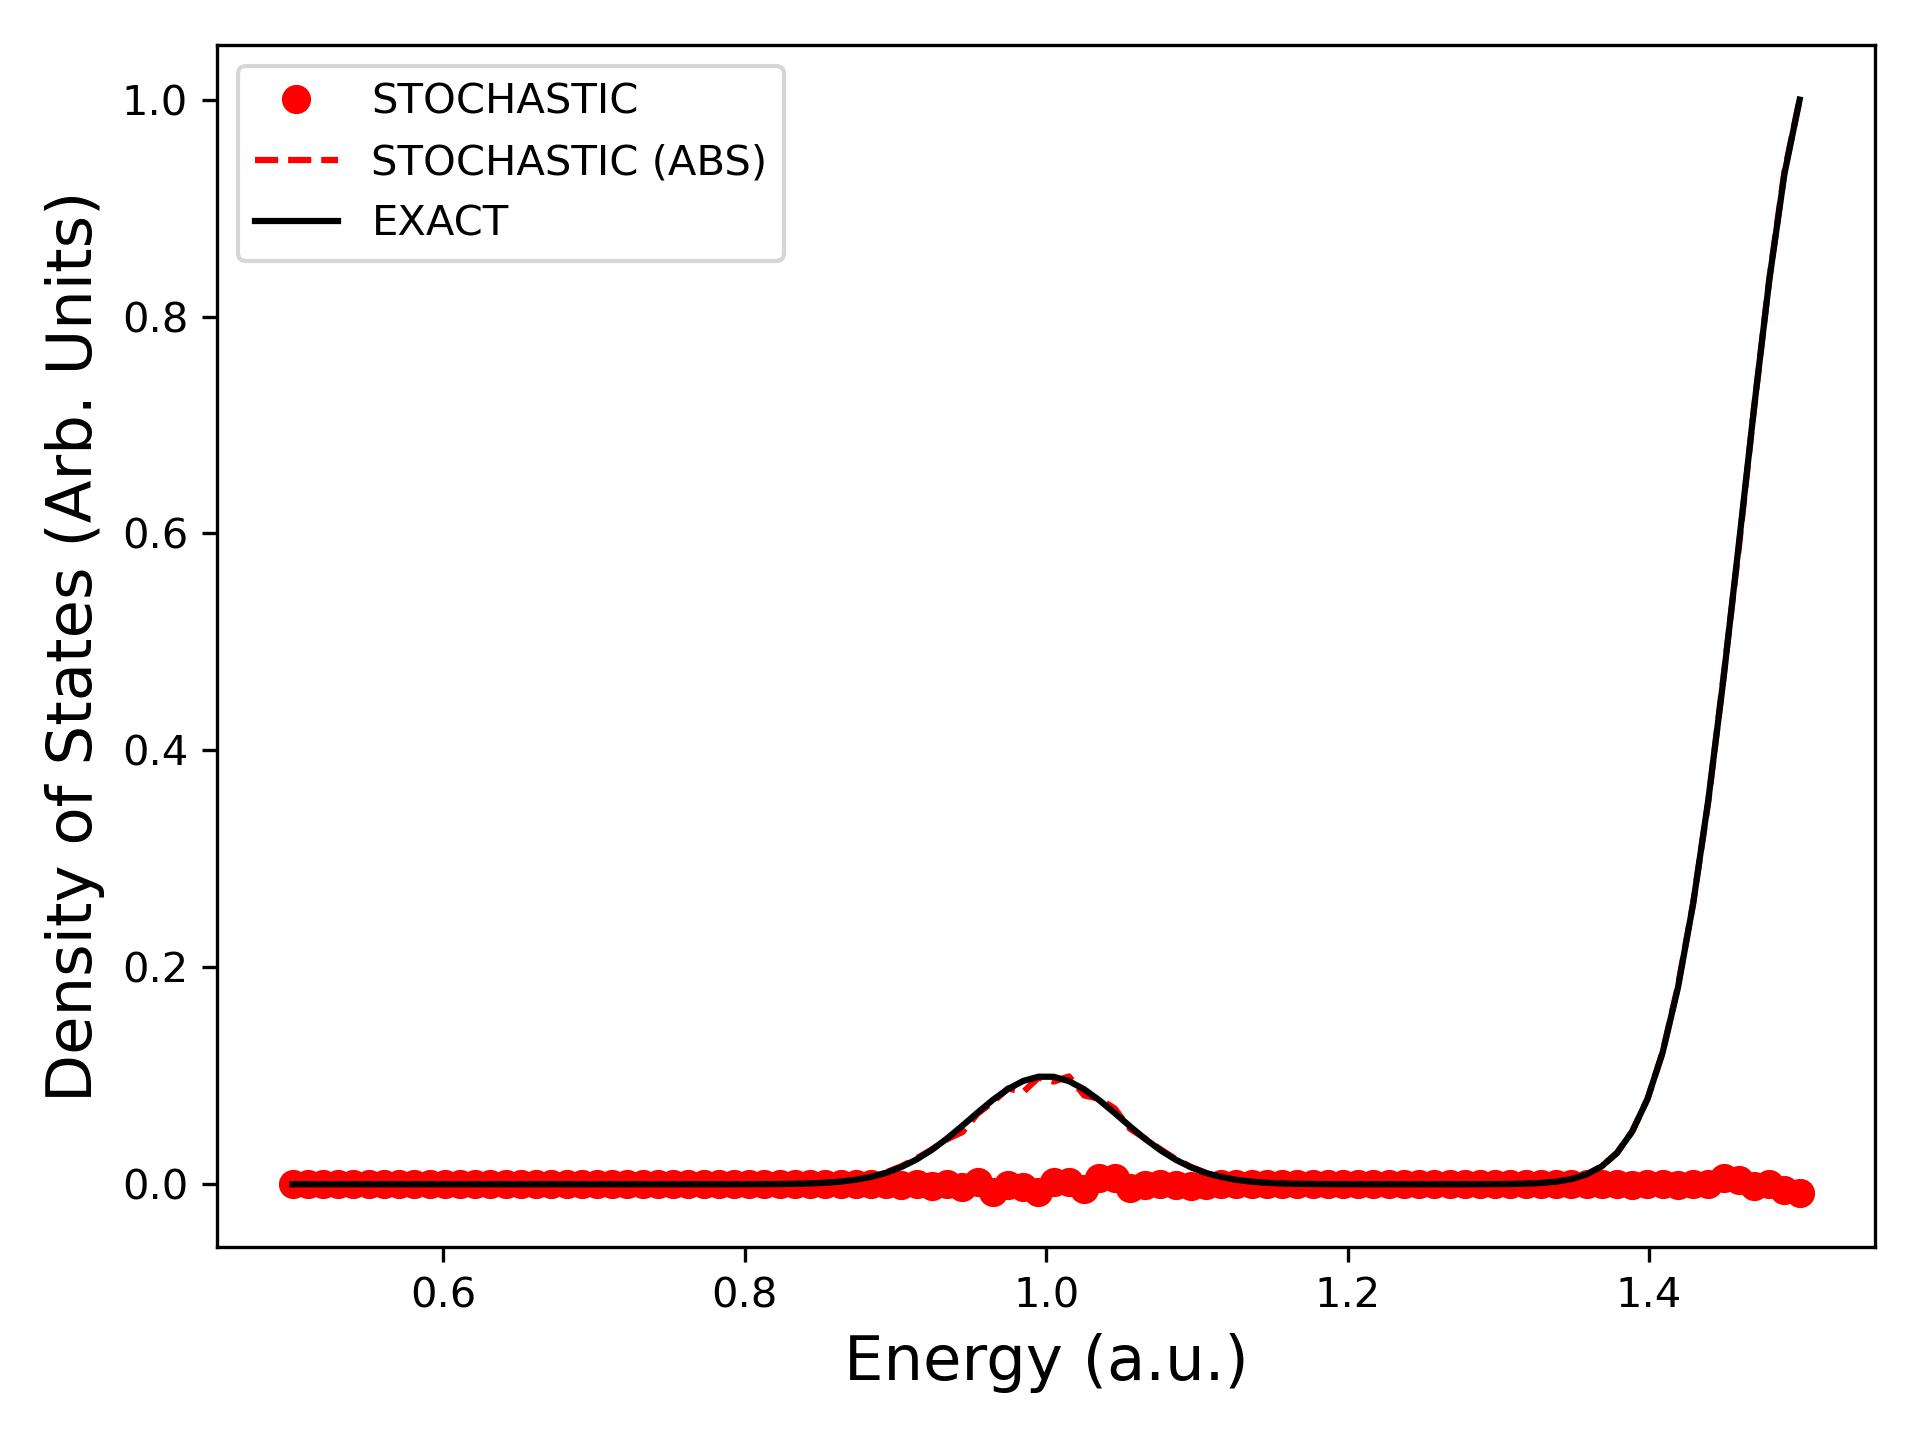 STOCHASTIC
STOCHASTIC (ABS)
EXACT
Density of States (Arb. Units)
1.0
0.8
0.6
0.4
0.2
0.0
0.6 0.8 1.0 1.2 1.4
Energy (a.u.)